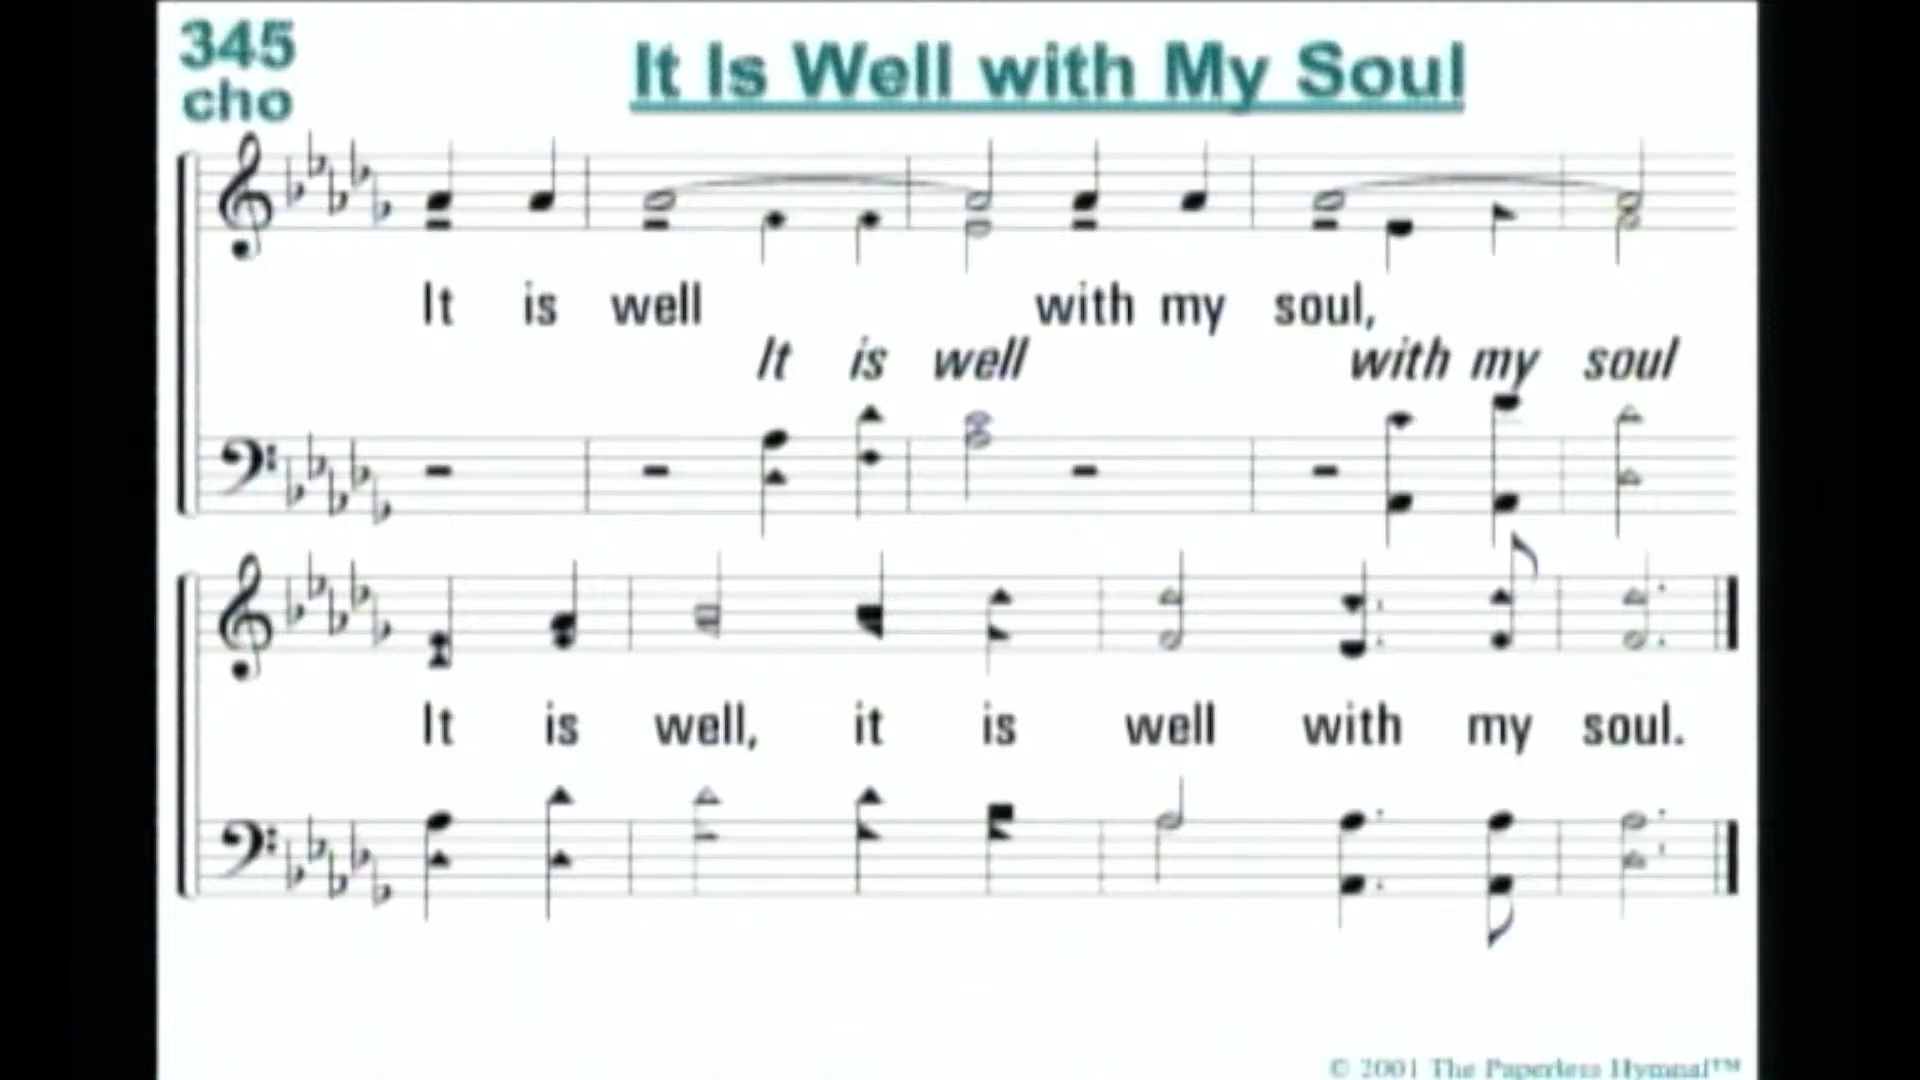 345
cho
It Is Well with My Soul
It is well with my soul,
It is well with my soul
It is well, it is well with my soul.
© 2001 The Paperless Hymnal™